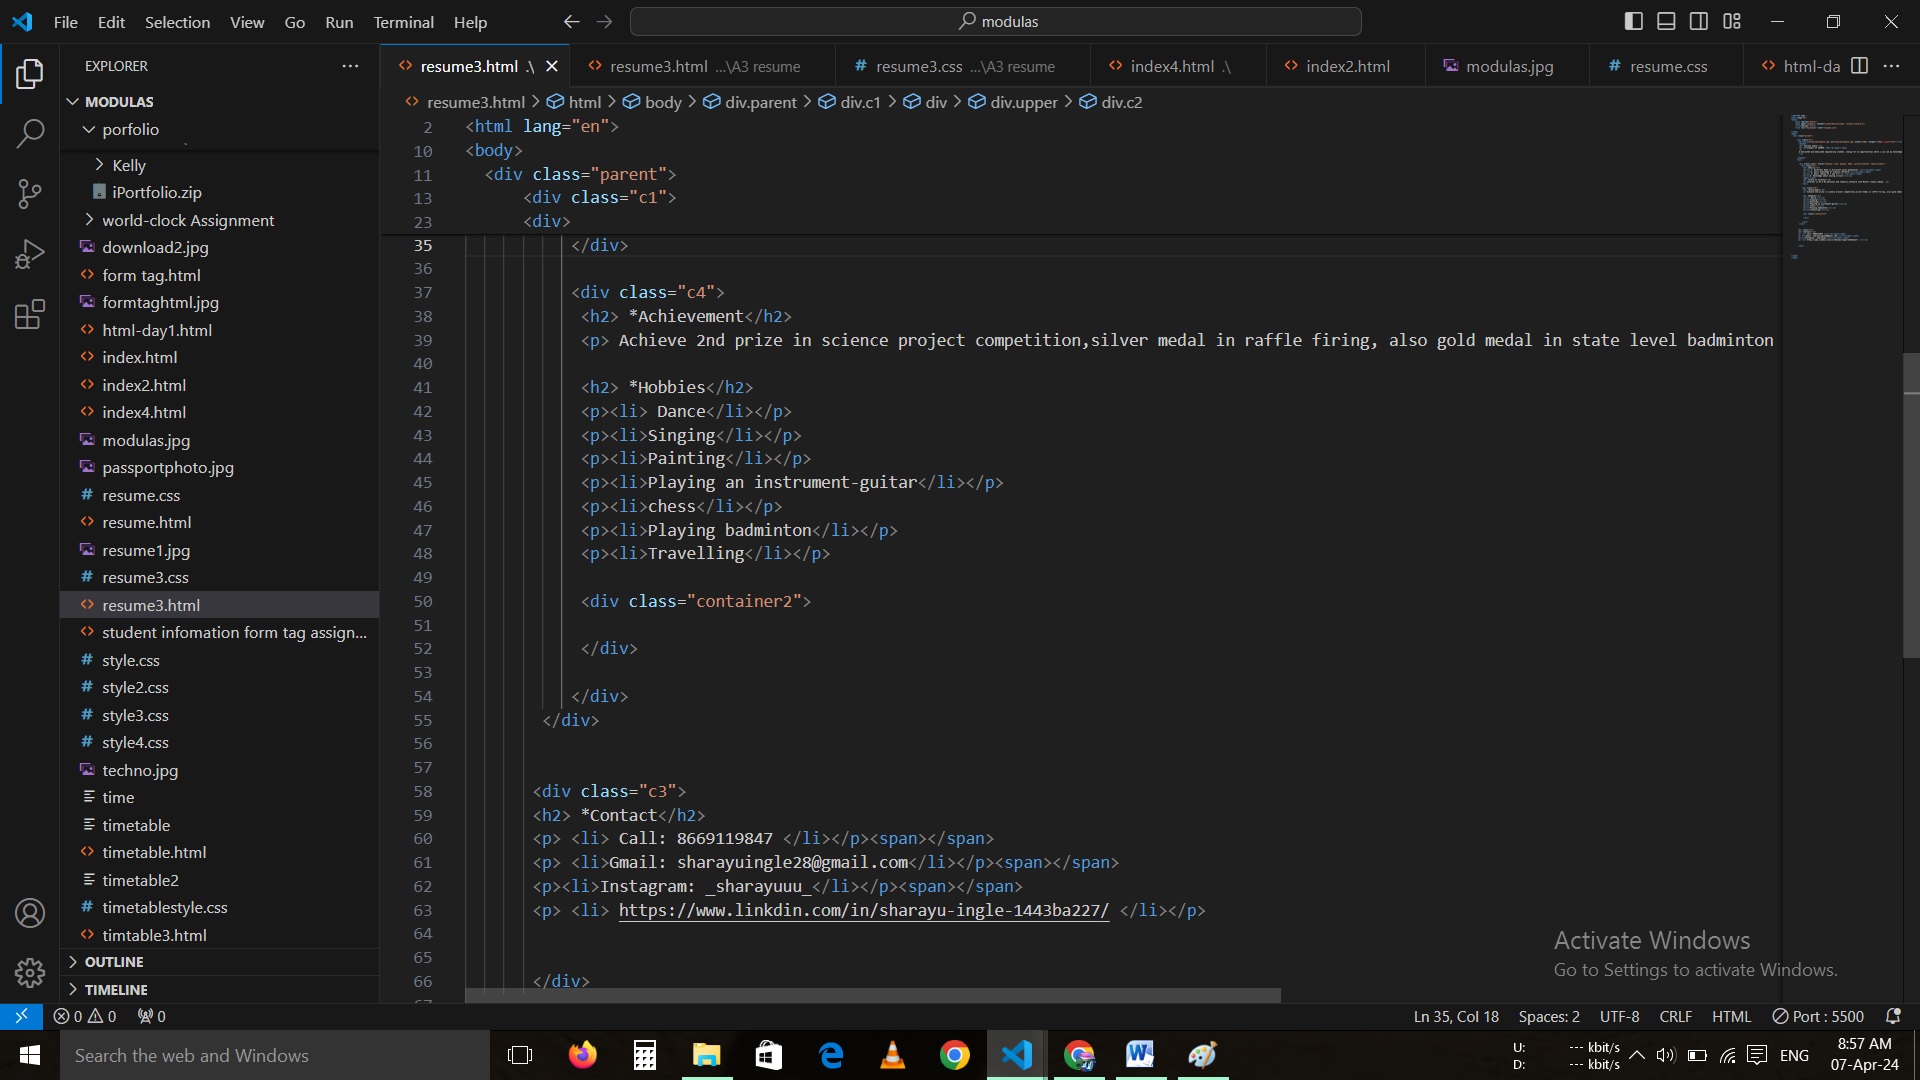 File Edit Selection View Go Run Terminal Help
modulas
EXPLORER
MODULAS
porfolio
Kelly
iPortfolio.zip
world-clock Assignment
download2.jpg
form tag.html
formtaghtml.jpg
html-day1.html
index.html
index2.html
index4.html
modulas.jpg
passportphoto.jpg
resume.css
resume.html
resume1.jpg
resume3.css
resume3.html
student infomation form tag assign...
style.css
style2.css
style3.css
style4.css
techno.jpg
time
timetable
timetable.html
timetable2
timetablestyle.css
timtable3.html
OUTLINE
TIMELINE
resume3.html .\ resume3.html ...\A3 resume resume3.css ...\A3 resume index4.html .\ index2.html modulas.jpg resume.css html-da
resume3.html > html > body > div.parent > div.c1 > div > div.upper > div.c2
2 <html lang="en">
10 <body>
11 <div class="parent">
13 <div class="c1">
23 <div>
35 </div>
36
37 <div class="c4">
38 <h2> *Achievement</h2>
39 <p> Achieve 2nd prize in science project competition,silver medal in raffle firing, also gold medal in state level badminton
40
41 <h2> *Hobbies</h2>
42 <p><li> Dance</li></p>
43 <p><li>Singing</li></p>
44 <p><li>Painting</li></p>
45 <p><li>Playing an instrument-guitar</li></p>
46 <p><li>chess</li></p>
47 <p><li>Playing badminton</li></p>
48 <p><li>Travelling</li></p>
49
50 <div class="container2">
51
52 </div>
53
54 </div>
55 </div>
56
57
58 <div class="c3">
59 <h2> *Contact</h2>
60 <p> <li> Call: 8669119847 </li></p><span></span>
61 <p> <li>Gmail: sharayuingle28@gmail.com</li></p><span></span>
62 <p><li>Instagram: _sharayuuu_</li></p><span></span>
63 <p> <li> https://www.linkdin.com/in/sharayu-ingle-1443ba227/ </li></p>
64
65
66 </div>
Activate Windows
Go to Settings to activate Windows.
0 0 0
Ln 35, Col 18 Spaces: 2 UTF-8 CRLF HTML Port : 5500
Search the web and Windows
U: --- kbit/s
D: --- kbit/s
ENG
8:57 AM
07-Apr-24